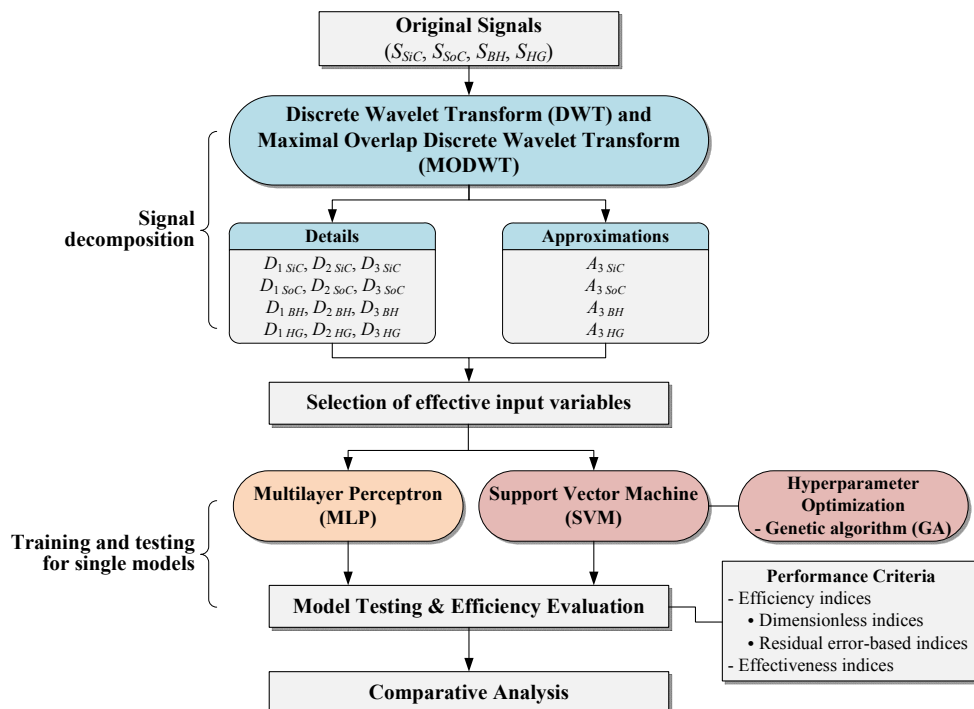 Original Signals
(S_SiC, S_SoC, S_BH, S_HG)
Discrete Wavelet Transform (DWT) and
Maximal Overlap Discrete Wavelet Transform
(MODWT)
Signal
decomposition
Details
D1 SiC, D2 SiC, D3 SiC
D1 SoC, D2 SoC, D3 SoC
D1 BH, D2 BH, D3 BH
D1 HG, D2 HG, D3 HG
Approximations
A3 SiC
A3 SoC
A3 BH
A3 HG
Selection of effective input variables
Multilayer Perceptron
(MLP)
Support Vector Machine
(SVM)
Hyperparameter
Optimization
- Genetic algorithm (GA)
Training and testing
for single models
Model Testing & Efficiency Evaluation
Performance Criteria
- Efficiency indices
• Dimensionless indices
• Residual error-based indices
- Effectiveness indices
Comparative Analysis